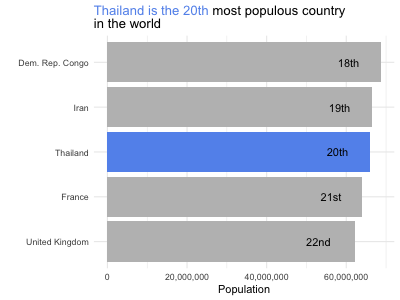 Thailand is the 20th most populous country
in the world
Dem. Rep. Congo
18th
Iran
19th
Thailand
20th
France
21st
United Kingdom
22nd
0
20,000,000
40,000,000
60,000,000
Population